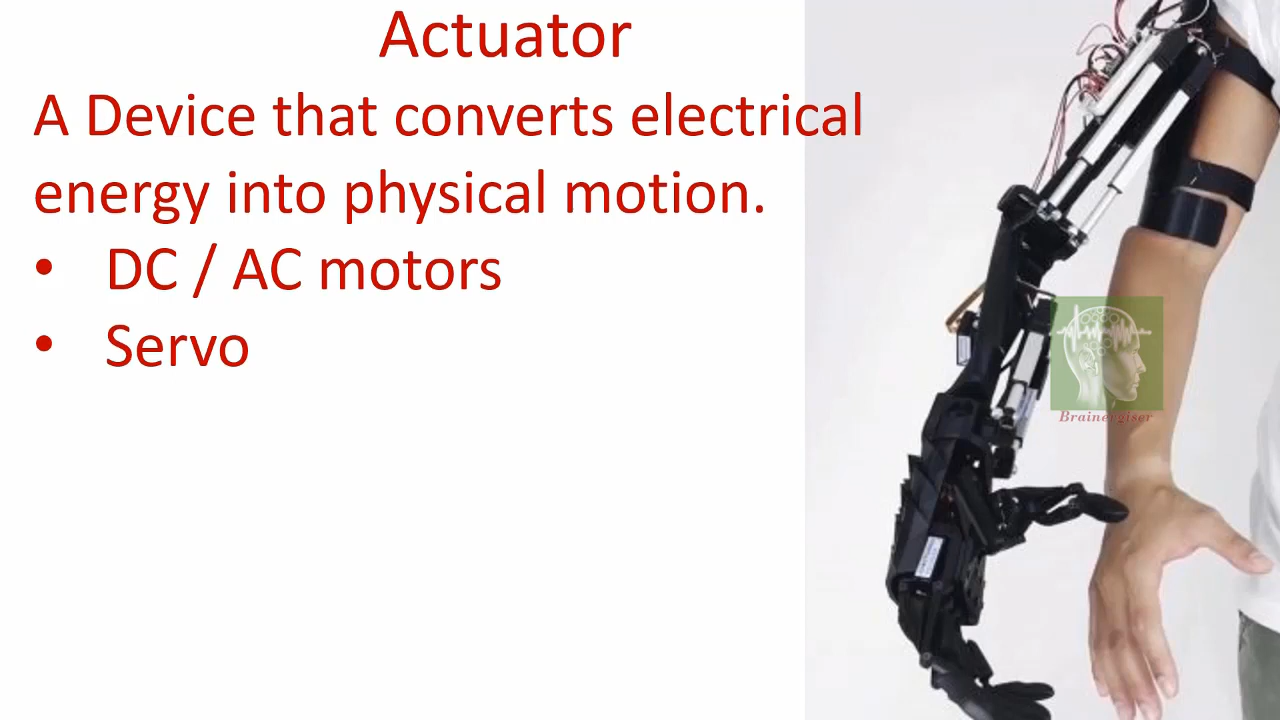 Actuator
A Device that converts electrical
energy into physical motion.
• DC / AC motors
• Servo
Brainergiser